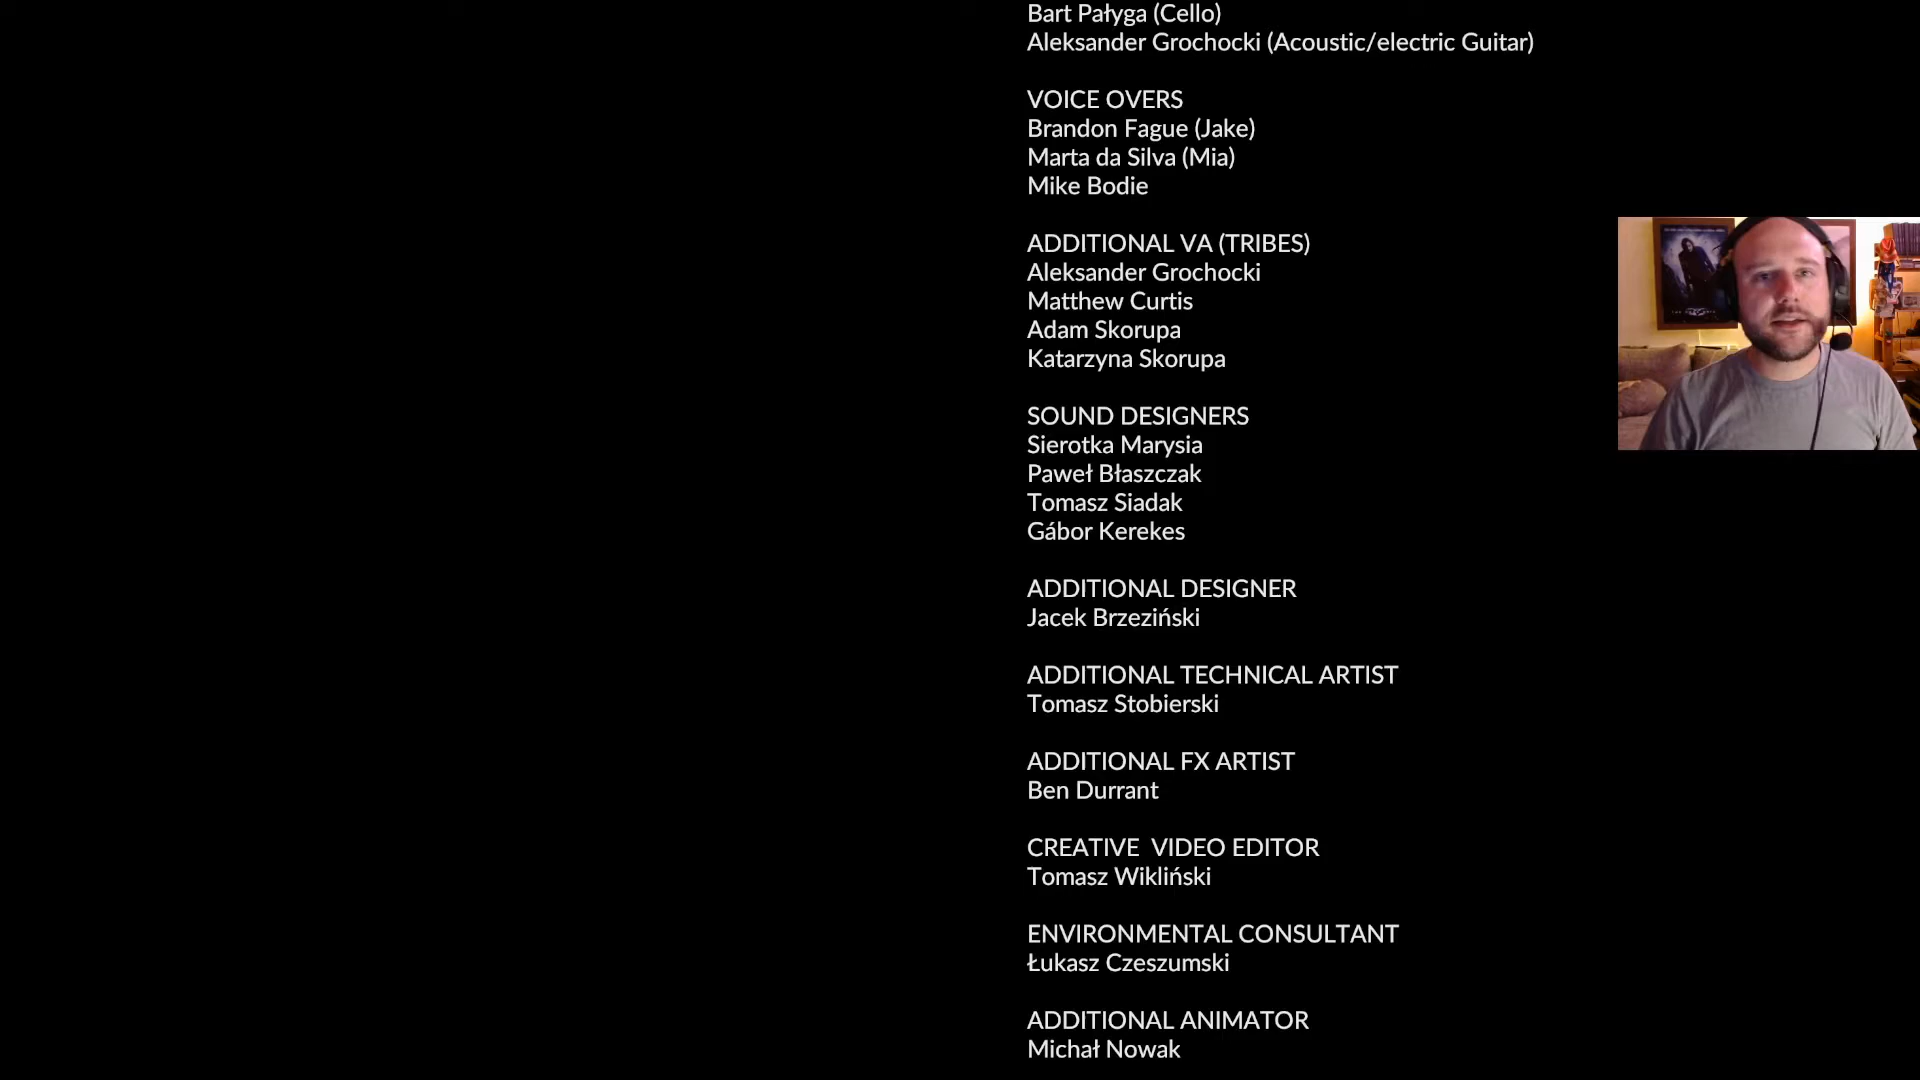 Bart Pałyga (Cello)
Aleksander Grochocki (Acoustic/electric Guitar)
VOICE OVERS
Brandon Fague (Jake)
Marta da Silva (Mia)
Mike Bodie
ADDITIONAL VA (TRIBES)
Aleksander Grochocki
Matthew Curtis
Adam Skorupa
Katarzyna Skorupa
SOUND DESIGNERS
Sierotka Marysia
Paweł Błaszczak
Tomasz Siadak
Gábor Kerekes
ADDITIONAL DESIGNER
Jacek Brzeziński
ADDITIONAL TECHNICAL ARTIST
Tomasz Stobierski
ADDITIONAL FX ARTIST
Ben Durrant
CREATIVE  VIDEO EDITOR
Tomasz Wikliński
ENVIRONMENTAL CONSULTANT
Łukasz Czeszumski
ADDITIONAL ANIMATOR
Michał Nowak